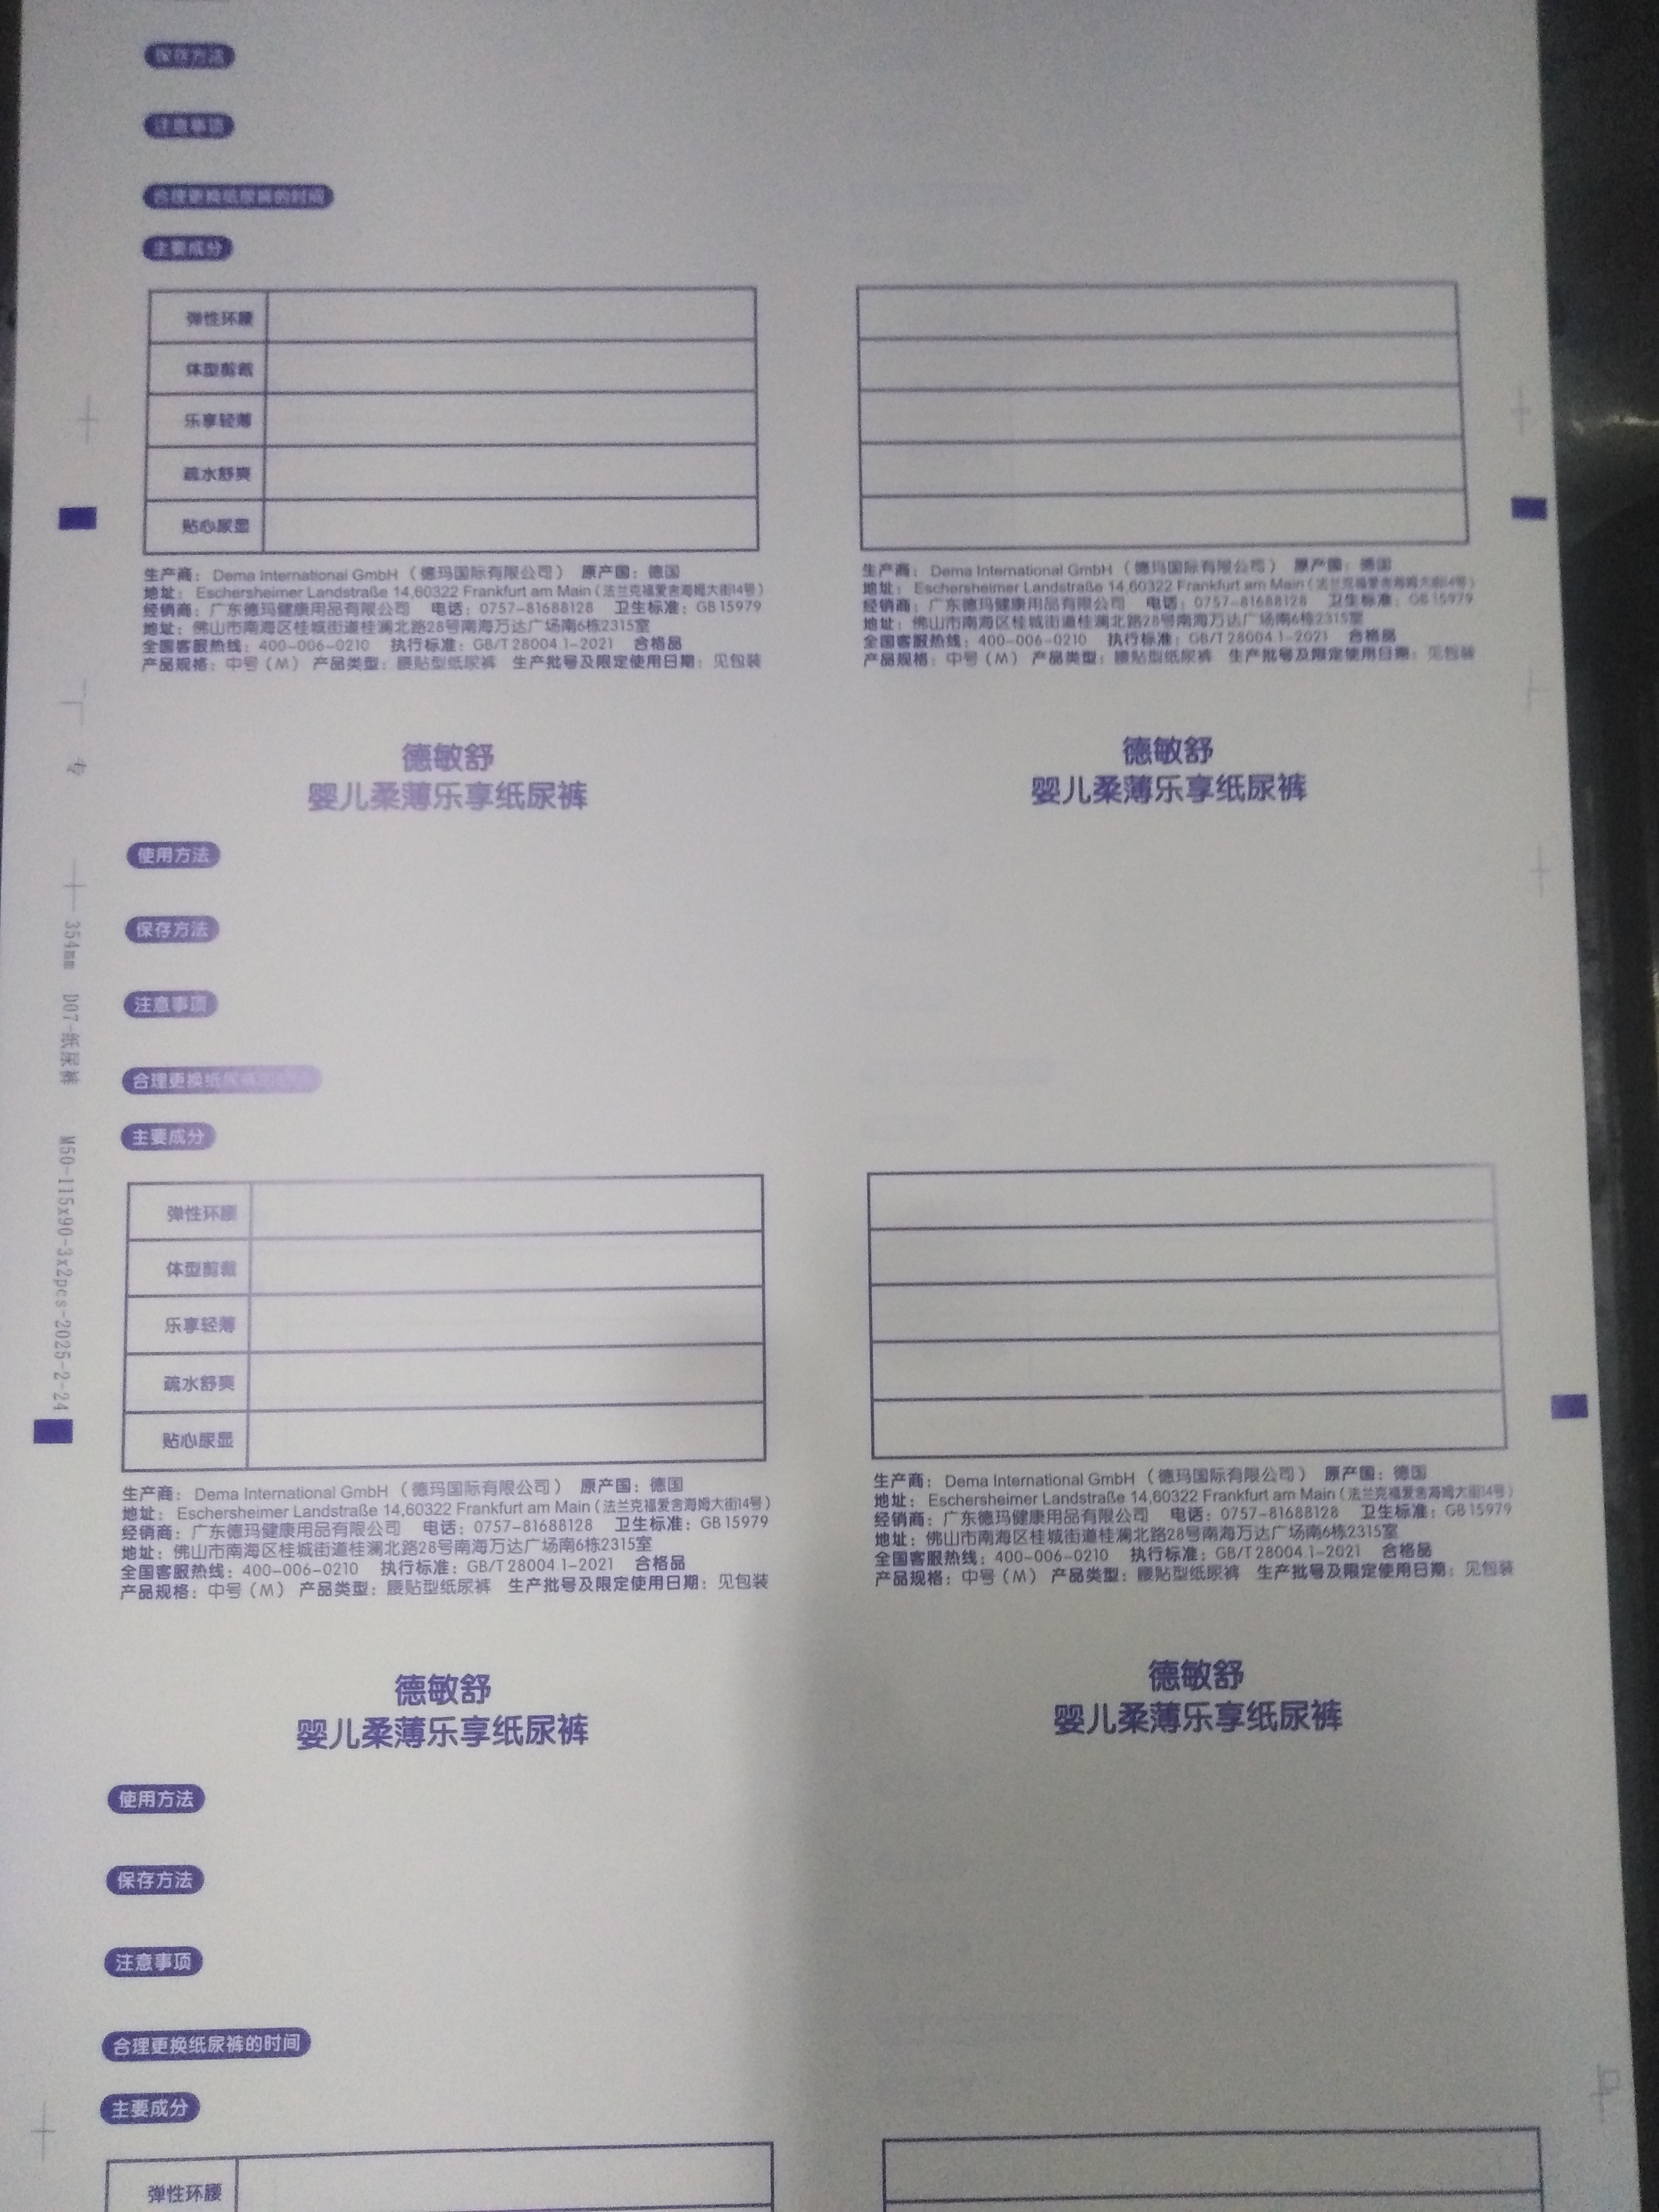 保存方法
注意事项
合理更换纸尿裤的时间
主要成分
弹性环腰
体型剪裁
乐享轻薄
疏水舒爽
贴心尿显
生产商：Dema International GmbH（德玛国际有限公司） 原产国：德国
地址：Eschersheimer Landstraße 14,60322 Frankfurt am Main（法兰克福爱舍海姆大街14号）
经销商：广东德玛健康用品有限公司 电话：0757-81688128 卫生标准：GB 15979
地址：佛山市南海区桂城街道桂澜北路28号南海万达广场南6栋2315室
全国客服热线：400-006-0210 执行标准：GB/T 28004.1-2021 合格品
产品规格：中号（M） 产品类型：腰贴型纸尿裤 生产批号及限定使用日期：见包装
生产商：Dema International GmbH（德玛国际有限公司） 原产国：德国
地址：Eschersheimer Landstraße 14,60322 Frankfurt am Main（法兰克福爱舍海姆大街14号）
经销商：广东德玛健康用品有限公司 电话：0757-81688128 卫生标准：GB 15979
地址：佛山市南海区桂城街道桂澜北路28号南海万达广场南6栋2315室
全国客服热线：400-006-0210 执行标准：GB/T 28004.1-2021 合格品
产品规格：中号（M） 产品类型：腰贴型纸尿裤 生产批号及限定使用日期：见包装
德敏舒
婴儿柔薄乐享纸尿裤
德敏舒
婴儿柔薄乐享纸尿裤
使用方法
保存方法
注意事项
合理更换纸尿裤的时间
主要成分
354mm D07-纸尿裤 M50-115x90-3x2pcs-2025-2-24
弹性环腰
体型剪裁
乐享轻薄
疏水舒爽
贴心尿显
生产商：Dema International GmbH（德玛国际有限公司） 原产国：德国
地址：Eschersheimer Landstraße 14,60322 Frankfurt am Main（法兰克福爱舍海姆大街14号）
经销商：广东德玛健康用品有限公司 电话：0757-81688128 卫生标准：GB 15979
地址：佛山市南海区桂城街道桂澜北路28号南海万达广场南6栋2315室
全国客服热线：400-006-0210 执行标准：GB/T 28004.1-2021 合格品
产品规格：中号（M） 产品类型：腰贴型纸尿裤 生产批号及限定使用日期：见包装
生产商：Dema International GmbH（德玛国际有限公司） 原产国：德国
地址：Eschersheimer Landstraße 14,60322 Frankfurt am Main（法兰克福爱舍海姆大街14号）
经销商：广东德玛健康用品有限公司 电话：0757-81688128 卫生标准：GB 15979
地址：佛山市南海区桂城街道桂澜北路28号南海万达广场南6栋2315室
全国客服热线：400-006-0210 执行标准：GB/T 28004.1-2021 合格品
产品规格：中号（M） 产品类型：腰贴型纸尿裤 生产批号及限定使用日期：见包装
德敏舒
婴儿柔薄乐享纸尿裤
德敏舒
婴儿柔薄乐享纸尿裤
使用方法
保存方法
注意事项
合理更换纸尿裤的时间
主要成分
弹性环腰